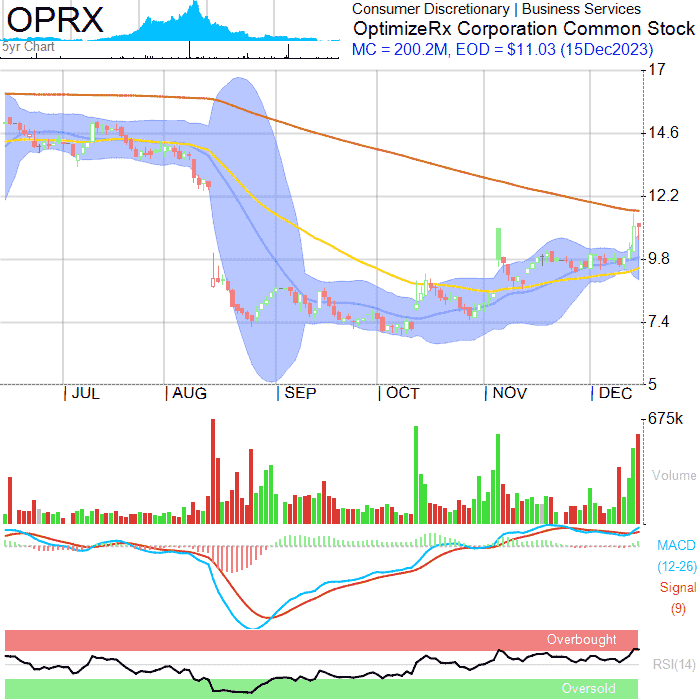 OPRX
5yr Chart
Consumer Discretionary | Business Services
OptimizeRx Corporation Common Stock
MC = 200.2M, EOD = $11.03 (15Dec2023)
17
14.6
12.2
9.8
7.4
5
| JUL
| AUG
| SEP
| OCT
| NOV
| DEC
675k
Volume
MACD
(12-26)
Signal
(9)
Overbought
RSI(14)
Oversold